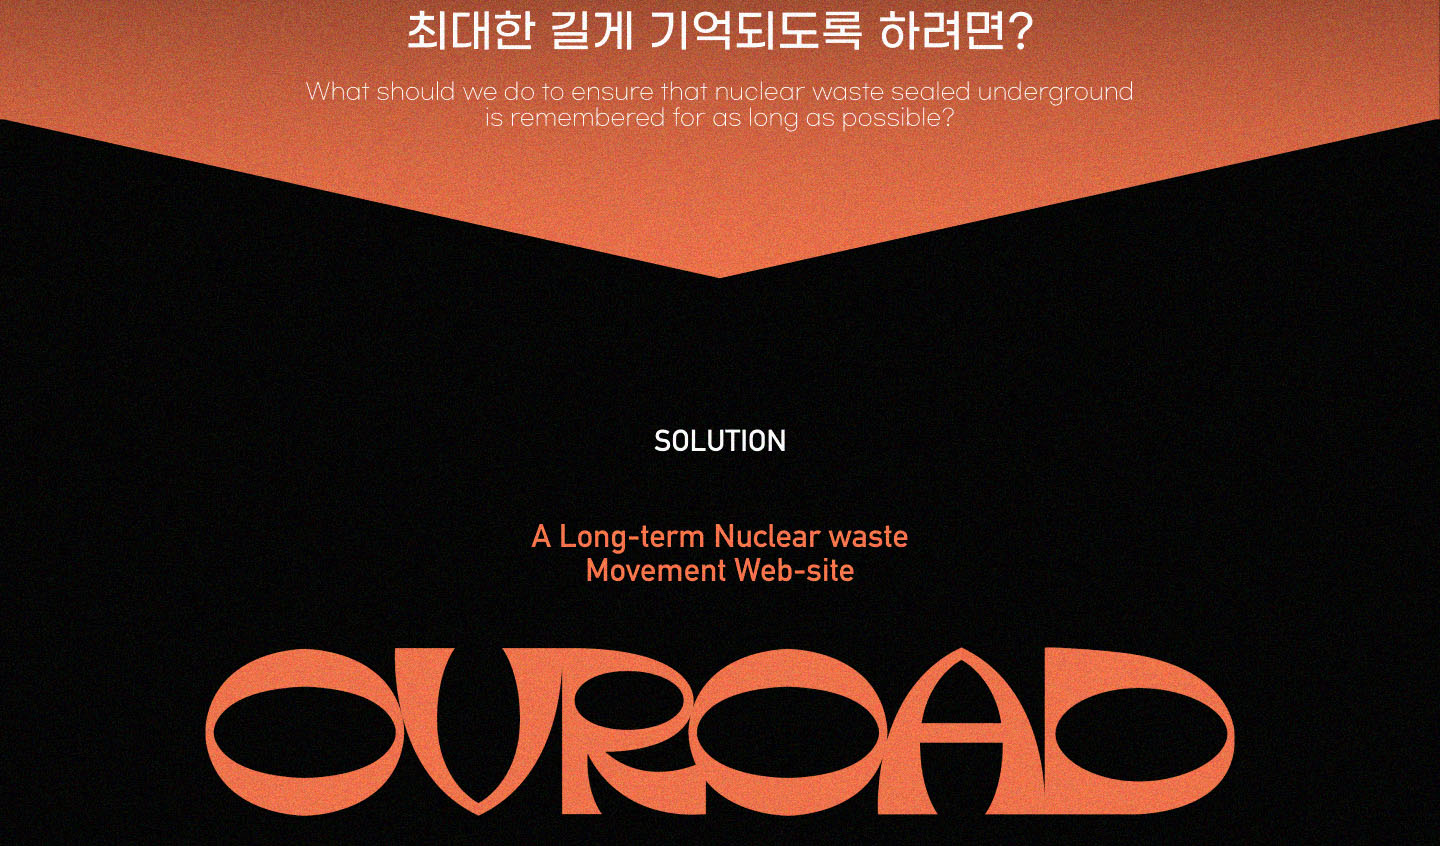 최대한 길게 기억되도록 하려면?
What should we do to ensure that nuclear waste sealed underground
is remembered for as long as possible?
SOLUTION
A Long-term Nuclear waste
Movement Web-site
OUROAD